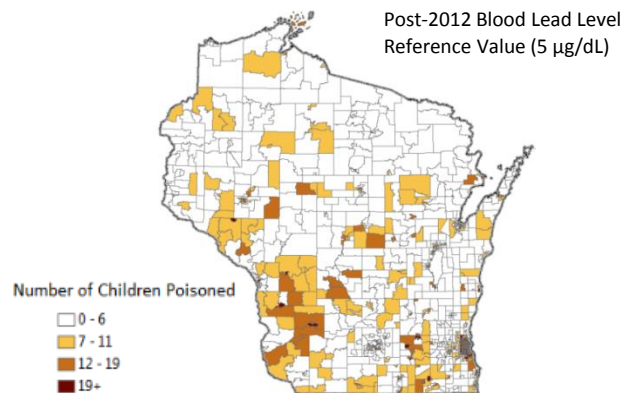 Post-2012 Blood Lead Level
Reference Value (5 µg/dL)
Number of Children Poisoned
0 - 6
7 - 11
12 - 19
19+